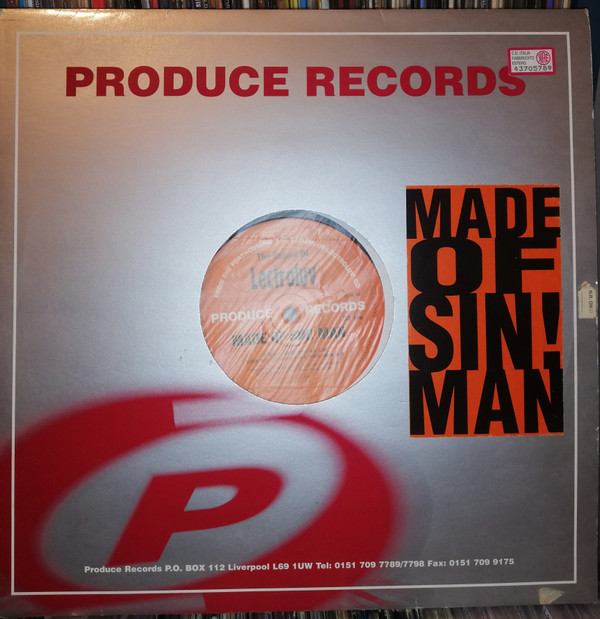 PRODUCE RECORDS
43705769
MADE
OF
SIN!
MAN
Lectroluv
PRODUCE RECORDS
MADE OF SIN! MAN
P
Produce Records P.O. BOX 112 Liverpool L69 1UW Tel: 0151 709 7789/7798 Fax: 0151 709 9175